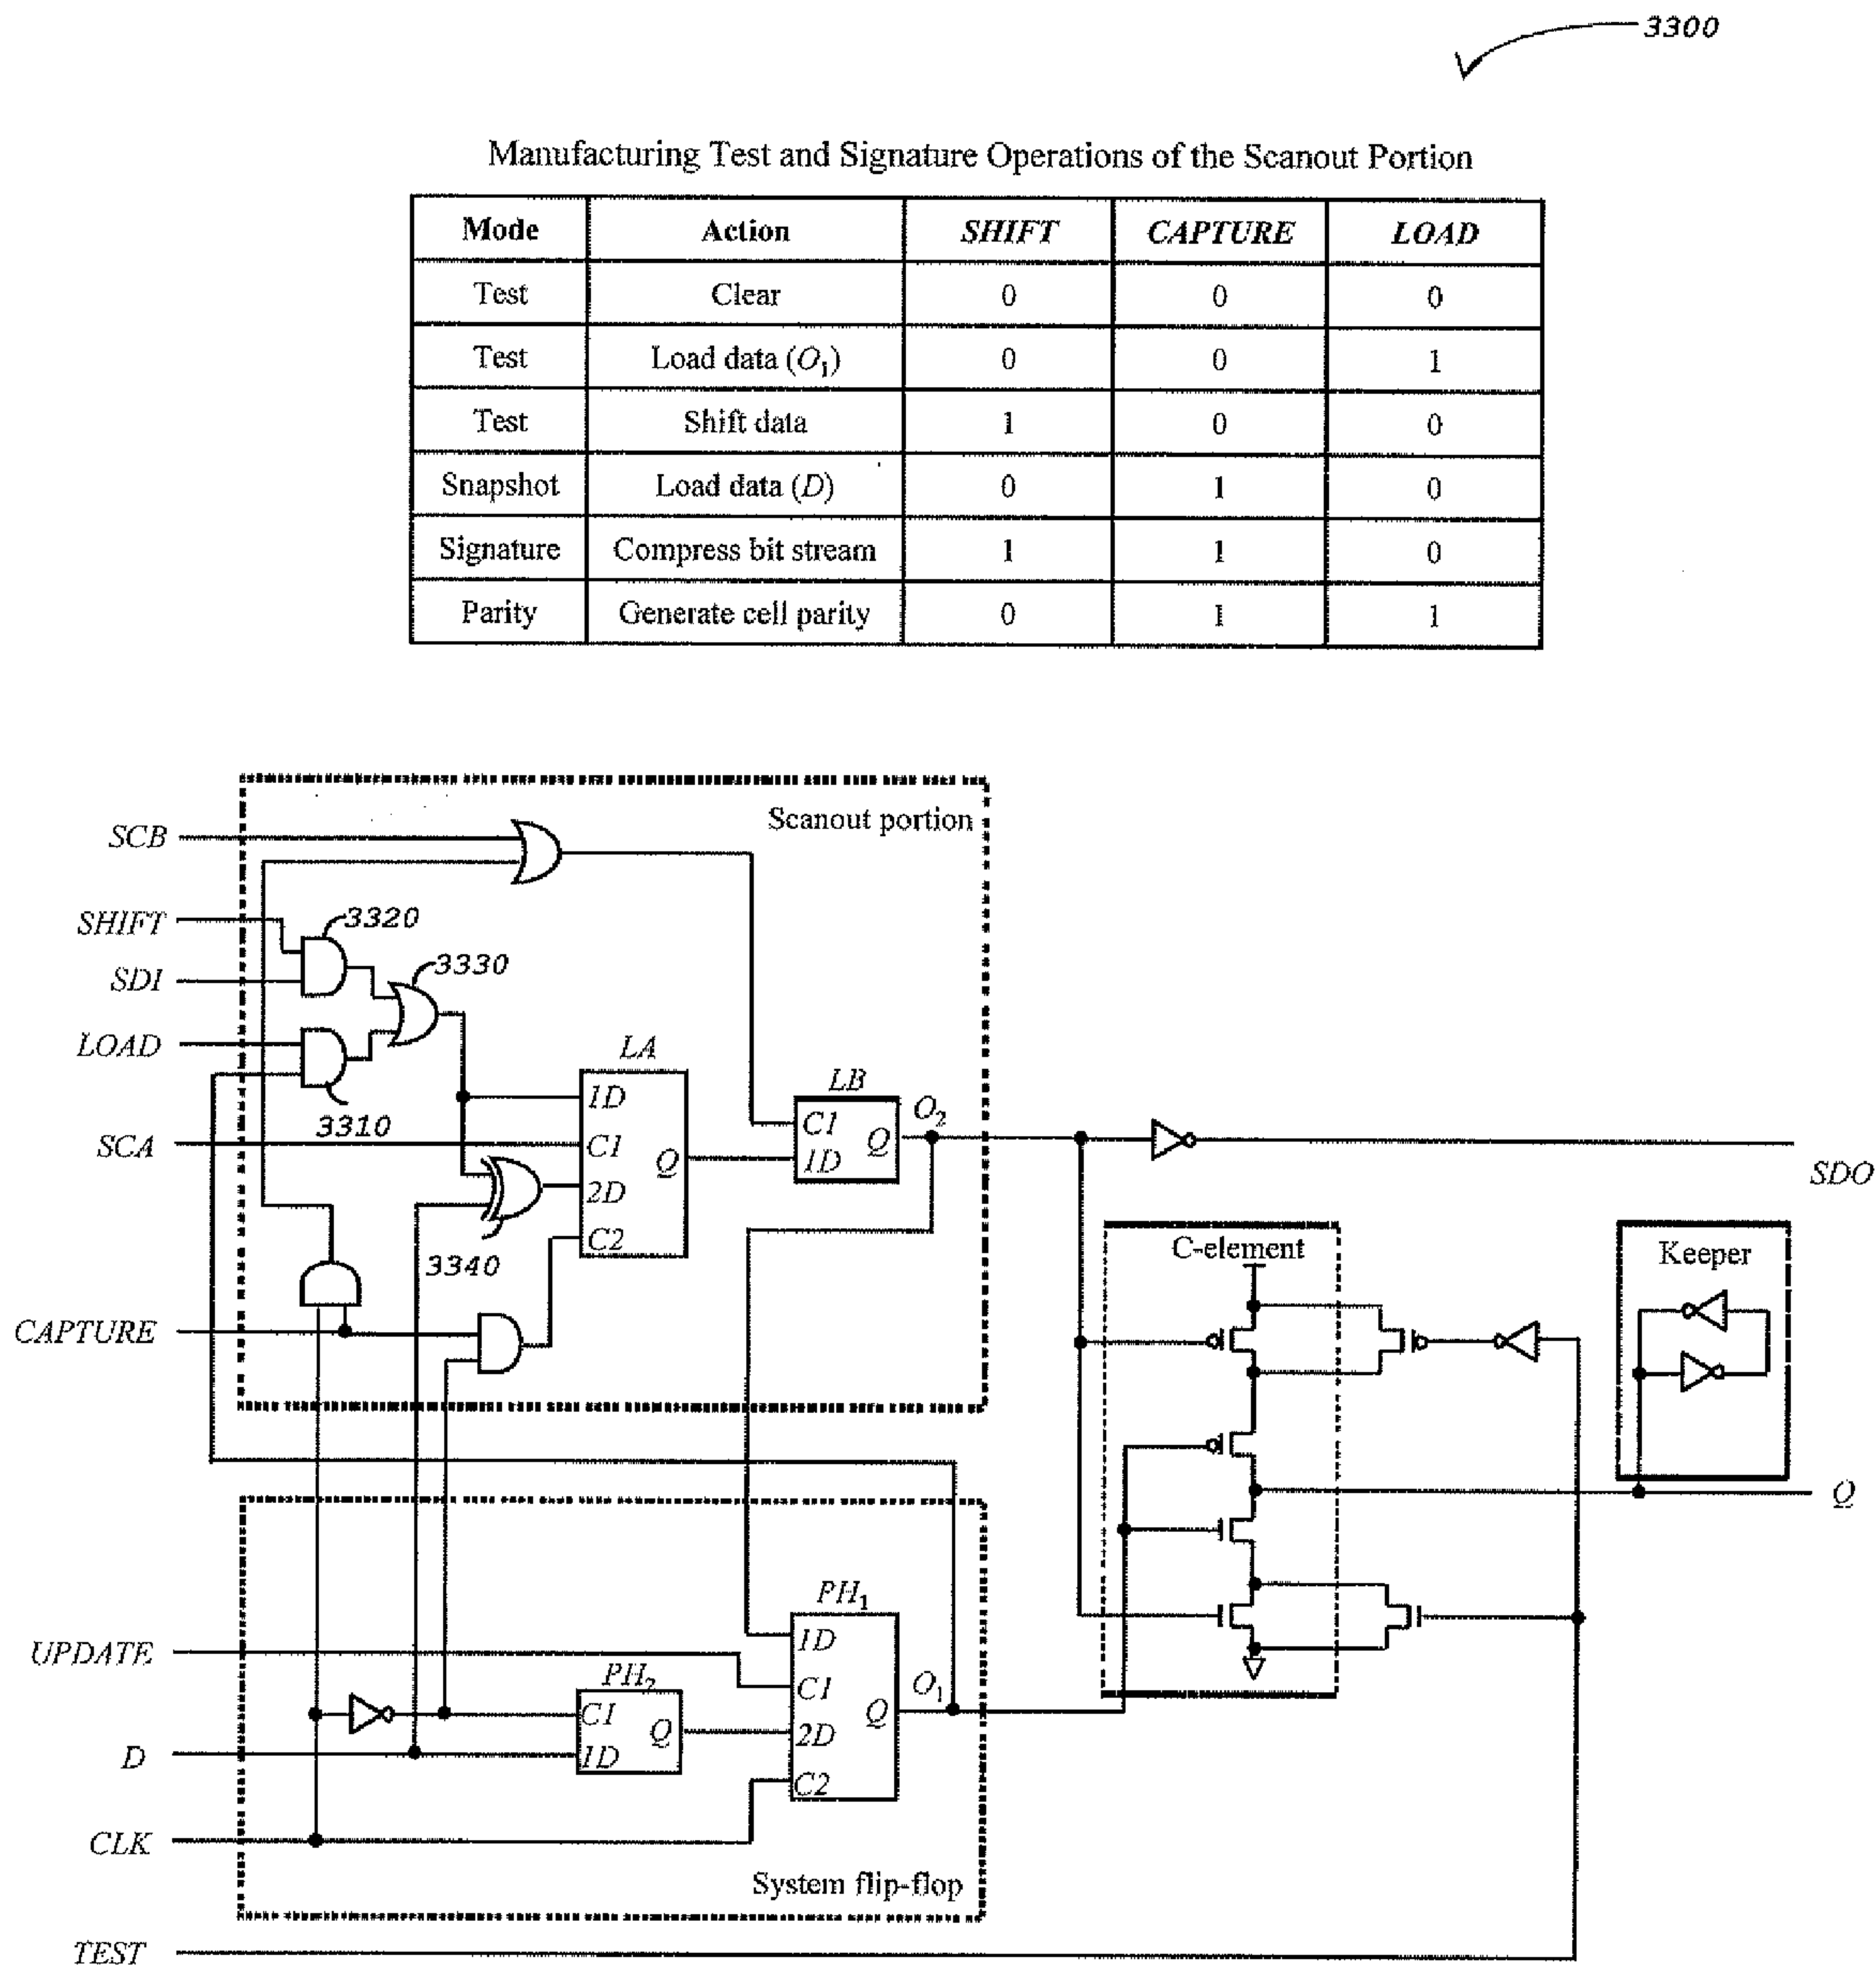 3300
Manufacturing Test and Signature Operations of the Scanout Portion
Mode Action SHIFT CAPTURE LOAD
Test Clear 0 0 0
Test Load data (O1) 0 0 1
Test Shift data 1 0 0
Snapshot Load data (D) 0 1 0
Signature Compress bit stream 1 1 0
Parity Generate cell parity 0 1 1
Scanout portion
SCB
SHIFT
3320
SDI
3330
LOAD
3310
SCA
LA
1D
C1
2D
C2
Q
3340
LB
C1
1D
Q
O2
SDO
CAPTURE
C-element
Keeper
Q
UPDATE
PH2
C1
1D
Q
PH1
1D
C1
2D
C2
Q
O1
D
CLK
System flip-flop
TEST